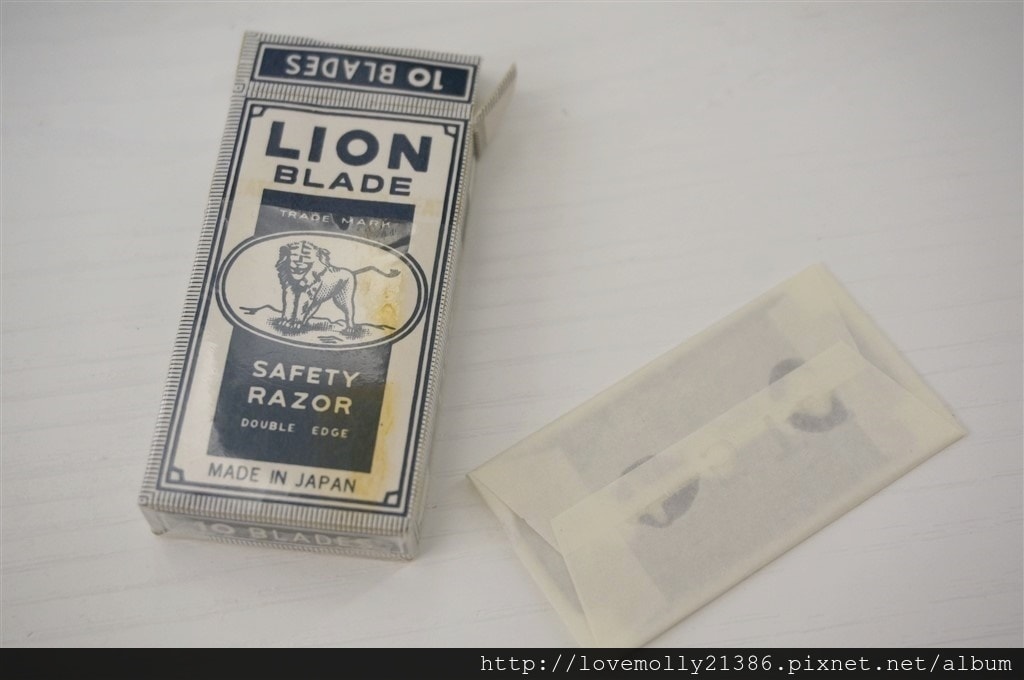 10 BLADES
LION
BLADE
TRADE MARK
SAFETY
RAZOR
DOUBLE EDGE
MADE IN JAPAN
10 BLADES
http://lovemolly21386.pixnet.net/album